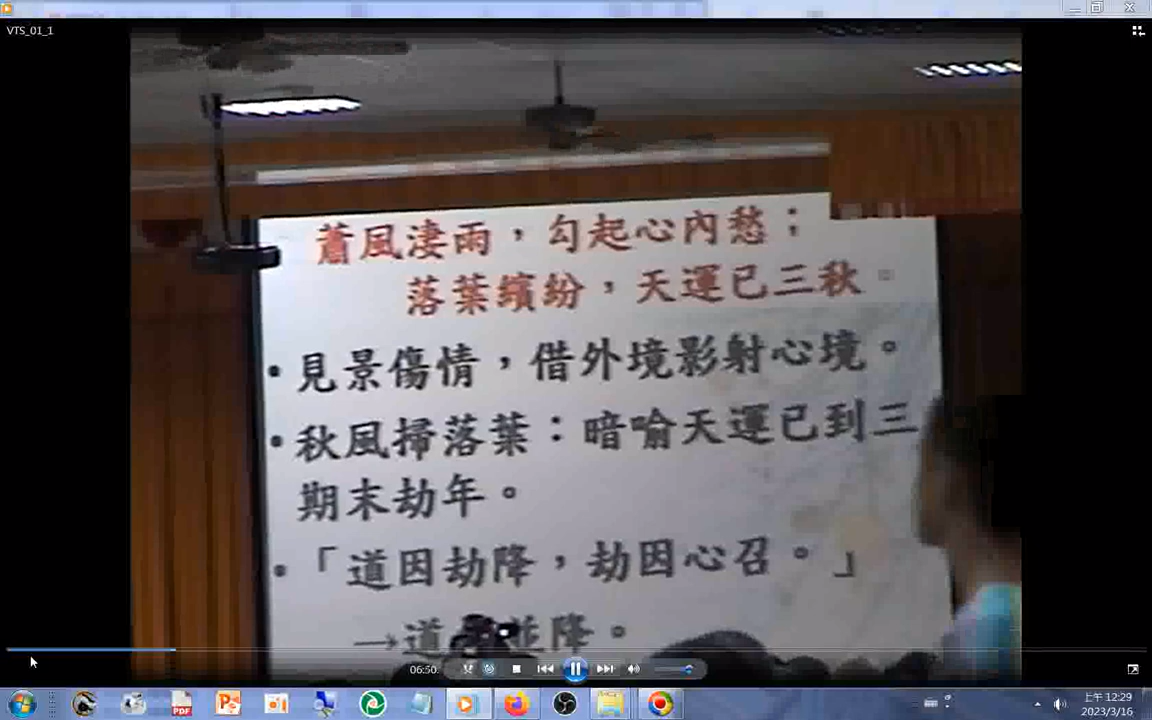 VTS_01_1
蕭風淒雨，勾起心內愁；
落葉繽紛，天運已三秋。
•見景傷情，借外境影射心境。
•秋風掃落葉：暗喻天運已到三
期末劫年。
•「道因劫降，劫因心召。」
→道 並降。
06:50
上午 12:29
2023/3/16